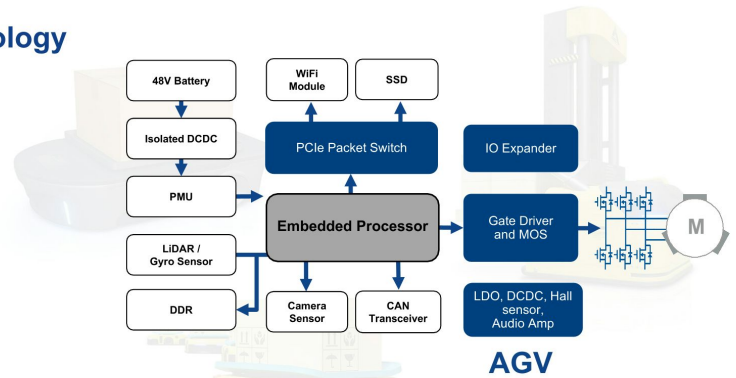 ology
48V Battery
WiFi
Module
SSD
Isolated DCDC
PCIe Packet Switch
IO Expander
PMU
Embedded Processor
Gate Driver
and MOS
M
LiDAR /
Gyro Sensor
DDR
Camera
Sensor
CAN
Transceiver
LDO, DCDC, Hall
sensor,
Audio Amp
AGV